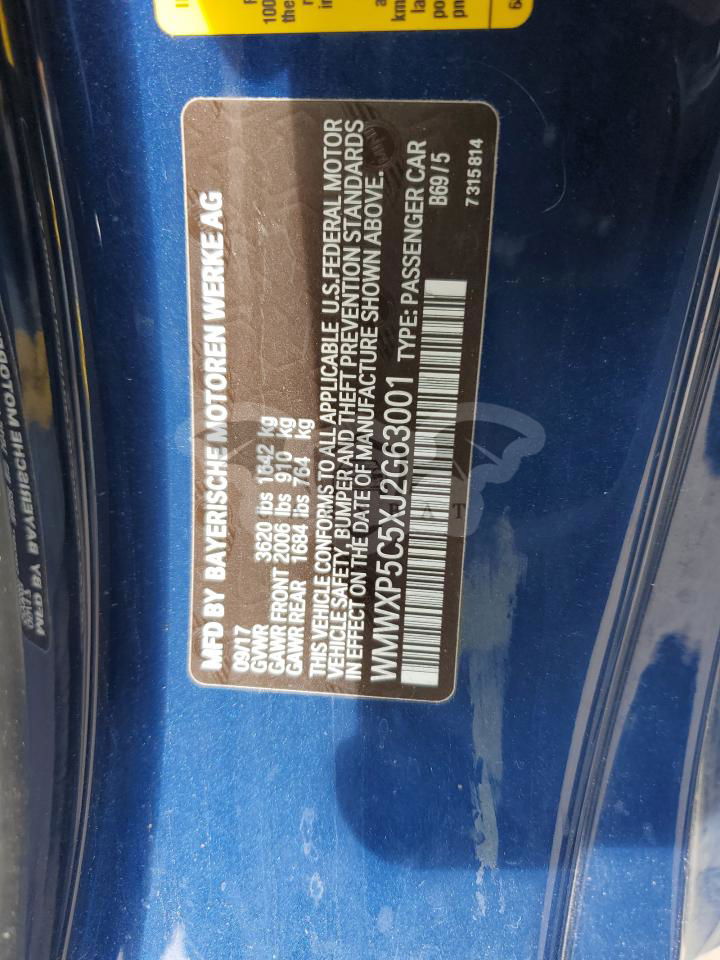 MFD BY BAYERISCHE MOTOREN WERKE AG
09/17
GVWR 3620 lbs 1642 kg
GAWR FRONT 2006 lbs 910 kg
GAWR REAR 1684 lbs 764 kg
THIS VEHICLE CONFORMS TO ALL APPLICABLE U.S.FEDERAL MOTOR
VEHICLE SAFETY, BUMPER AND THEFT PREVENTION STANDARDS
IN EFFECT ON THE DATE OF MANUFACTURE SHOWN ABOVE.
WMWXP5C5XJ2G63001 TYPE: PASSENGER CAR
B69/5
7315814